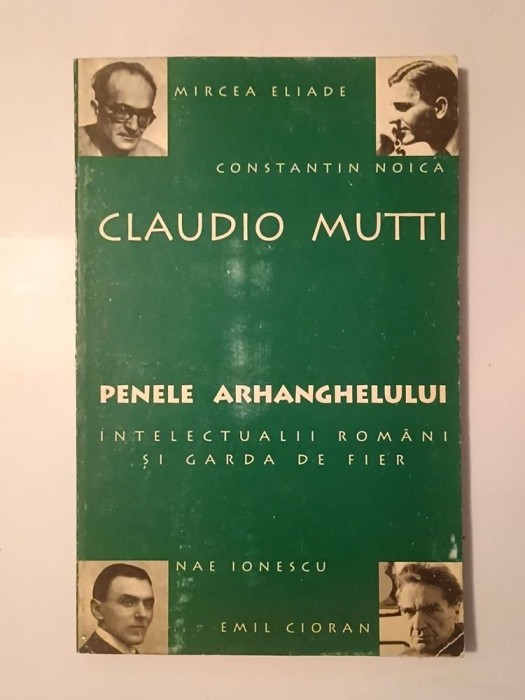 MIRCEA ELIADE
CONSTANTIN NOICA
CLAUDIO MUTTI
PENELE ARHANGHELULUI
INTELECTUALII ROMÂNI
ȘI GARDA DE FIER
NAE IONESCU
EMIL CIORAN